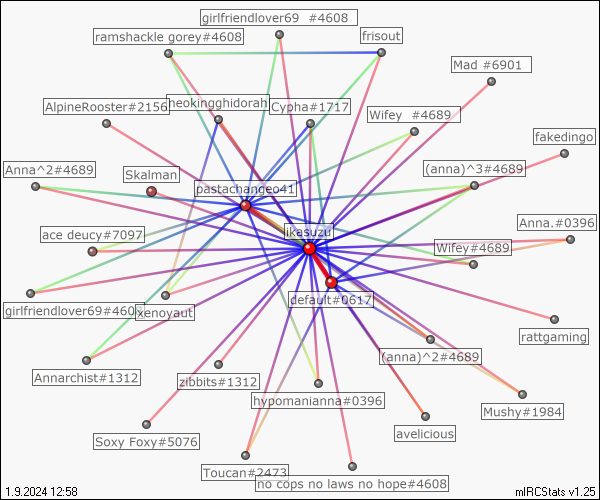 girlfriendlover69 #4608
ramshackle gorey#4608
frisout
Mad #6901
AlpineRooster#2156
neokingghidorah
Cypha#1717
Wifey #4689
fakedingo
Anna^2#4689
Skalman
(anna)^3#4689
pastachangeo41
Anna.#0396
ace deucy#7097
ikasuzu
Wifey#4689
default#0617
girlfriendlover69#4608
xenoyaut
rattgaming
(anna)^2#4689
Annarchist#1312
zibbits#1312
hypomanianna#0396
Mushy#1984
avelicious
Soxy Foxy#5076
Toucan#2473
no cops no laws no hope#4608
1.9.2024 12:58
mIRCStats v1.25